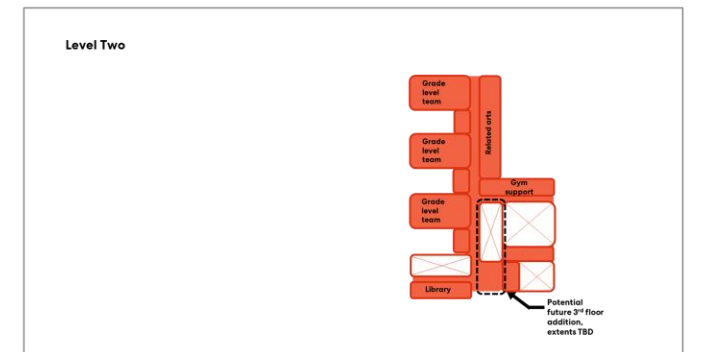 Level Two
Grade
level
team
Related arts
Grade
level
team
Gym
support
Grade
level
team
Library
Potential
future 3rd floor
addition,
extents TBD